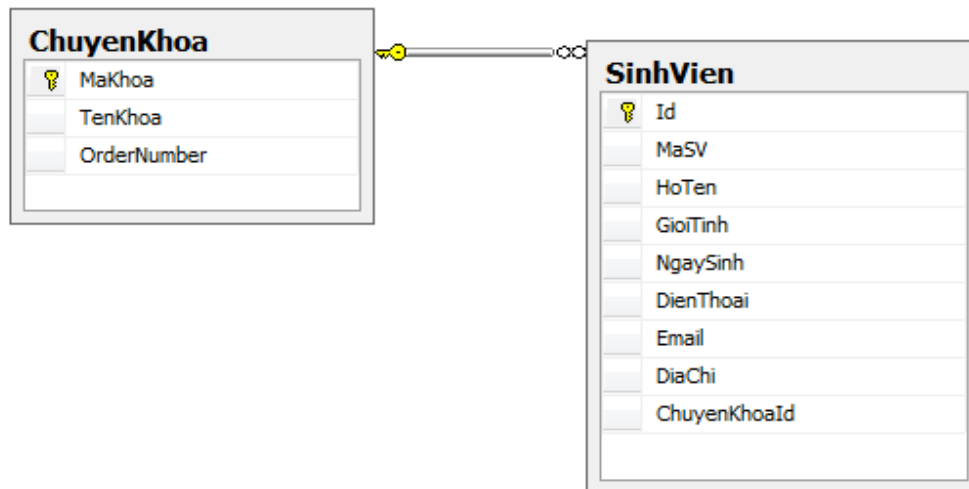 ChuyenKhoa
MaKhoa
TenKhoa
OrderNumber
SinhVien
Id
MaSV
HoTen
GioiTinh
NgaySinh
DienThoai
Email
DiaChi
ChuyenKhoaId